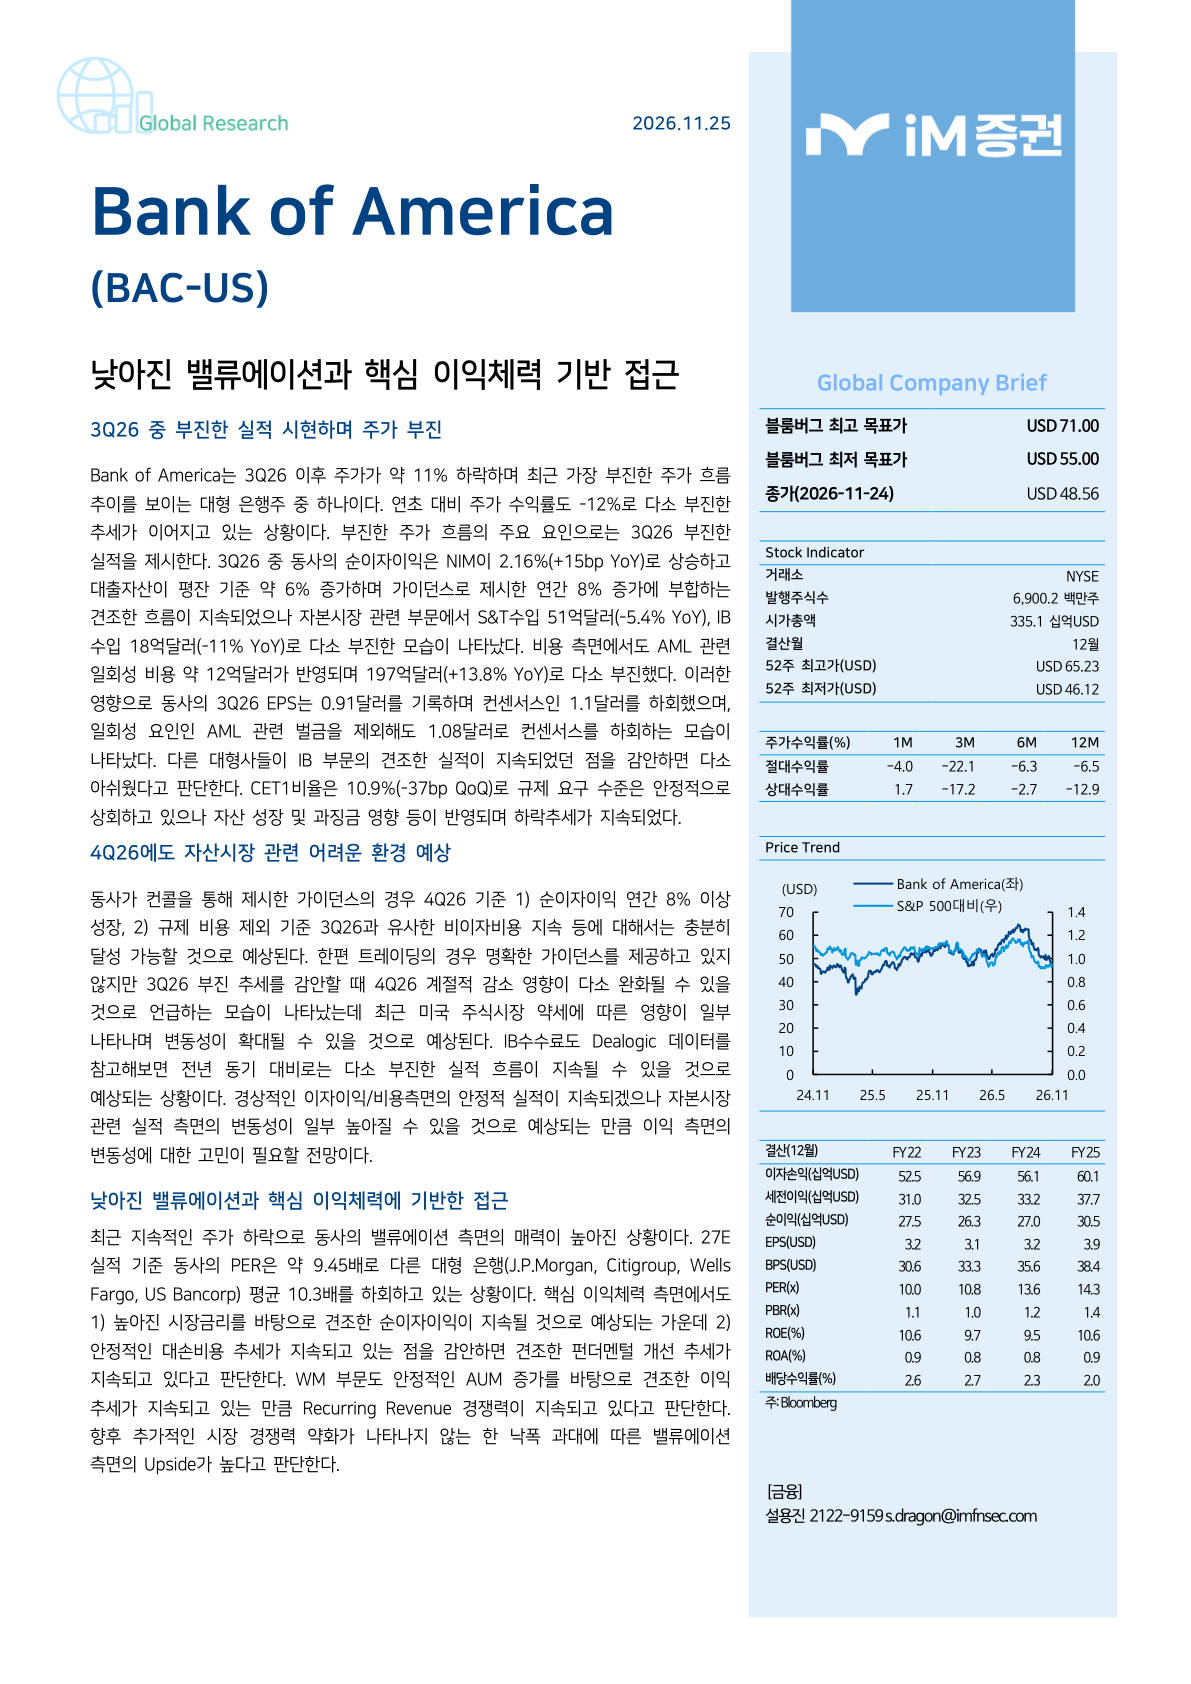 Global Research
2026.11.25
iM증권
Bank of America
(BAC-US)
낮아진 밸류에이션과 핵심 이익체력 기반 접근
3Q26 중 부진한 실적 시현하며 주가 부진
Bank of America는 3Q26 이후 주가가 약 11% 하락하며 최근 가장 부진한 주가 흐름
추이를 보이는 대형 은행주 중 하나이다. 연초 대비 주가 수익률도 -12%로 다소 부진한
추세가 이어지고 있는 상황이다. 부진한 주가 흐름의 주요 요인으로는 3Q26 부진한
실적을 제시한다. 3Q26 중 동사의 순이자이익은 NIM이 2.16%(+15bp YoY)로 상승하고
대출자산이 평잔 기준 약 6% 증가하며 가이던스로 제시한 연간 8% 증가에 부합하는
견조한 흐름이 지속되었으나 자본시장 관련 부문에서 S&T수입 51억달러(-5.4% YoY), IB
수입 18억달러(-11% YoY)로 다소 부진한 모습이 나타났다. 비용 측면에서도 AML 관련
일회성 비용 약 12억달러가 반영되며 197억달러(+13.8% YoY)로 다소 부진했다. 이러한
영향으로 동사의 3Q26 EPS는 0.91달러를 기록하며 컨센서스인 1.1달러를 하회했으며,
일회성 요인인 AML 관련 벌금을 제외해도 1.08달러로 컨센서스를 하회하는 모습이
나타났다. 다른 대형사들이 IB 부문의 견조한 실적이 지속되었던 점을 감안하면 다소
아쉬웠다고 판단한다. CET1비율은 10.9%(-37bp QoQ)로 규제 요구 수준은 안정적으로
상회하고 있으나 자산 성장 및 과징금 영향 등이 반영되며 하락추세가 지속되었다.
4Q26에도 자산시장 관련 어려운 환경 예상
동사가 컨콜을 통해 제시한 가이던스의 경우 4Q26 기준 1) 순이자이익 연간 8% 이상
성장, 2) 규제 비용 제외 기준 3Q26과 유사한 비이자비용 지속 등에 대해서는 충분히
달성 가능할 것으로 예상된다. 한편 트레이딩의 경우 명확한 가이던스를 제공하고 있지
않지만 3Q26 부진 추세를 감안할 때 4Q26 계절적 감소 영향이 다소 완화될 수 있을
것으로 언급하는 모습이 나타났는데 최근 미국 주식시장 약세에 따른 영향이 일부
나타나며 변동성이 확대될 수 있을 것으로 예상된다. IB수수료도 Dealogic 데이터를
참고해보면 전년 동기 대비로는 다소 부진한 실적 흐름이 지속될 수 있을 것으로
예상되는 상황이다. 경상적인 이자이익/비용측면의 안정적 실적이 지속되겠으나 자본시장
관련 실적 측면의 변동성이 일부 높아질 수 있을 것으로 예상되는 만큼 이익 측면의
변동성에 대한 고민이 필요할 전망이다.
낮아진 밸류에이션과 핵심 이익체력에 기반한 접근
최근 지속적인 주가 하락으로 동사의 밸류에이션 측면의 매력이 높아진 상황이다. 27E
실적 기준 동사의 PER은 약 9.45배로 다른 대형 은행(J.P.Morgan, Citigroup, Wells
Fargo, US Bancorp) 평균 10.3배를 하회하고 있는 상황이다. 핵심 이익체력 측면에서도
1) 높아진 시장금리를 바탕으로 견조한 순이자이익이 지속될 것으로 예상되는 가운데 2)
안정적인 대손비용 추세가 지속되고 있는 점을 감안하면 견조한 펀더멘털 개선 추세가
지속되고 있다고 판단한다. WM 부문도 안정적인 AUM 증가를 바탕으로 견조한 이익
추세가 지속되고 있는 만큼 Recurring Revenue 경쟁력이 지속되고 있다고 판단한다.
향후 추가적인 시장 경쟁력 약화가 나타나지 않는 한 낙폭 과대에 따른 밸류에이션
측면의 Upside가 높다고 판단한다.
Global Company Brief
블룸버그 최고 목표가 USD 71.00
블룸버그 최저 목표가 USD 55.00
종가(2026-11-24) USD 48.56
Stock Indicator
거래소 NYSE
발행주식수 6,900.2 백만주
시가총액 335.1 십억USD
결산월 12월
52주 최고가(USD) USD 65.23
52주 최저가(USD) USD 46.12
주가수익률(%) 1M 3M 6M 12M
절대수익률 -4.0 -22.1 -6.3 -6.5
상대수익률 1.7 -17.2 -2.7 -12.9
Price Trend
(USD) Bank of America(좌)
S&P 500대비(우)
70 1.4
60 1.2
50 1.0
40 0.8
30 0.6
20 0.4
10 0.2
0 0.0
24.11 25.5 25.11 26.5 26.11
결산(12월) FY22 FY23 FY24 FY25
이자손익(십억USD) 52.5 56.9 56.1 60.1
세전이익(십억USD) 31.0 32.5 33.2 37.7
순이익(십억USD) 27.5 26.3 27.0 30.5
EPS(USD) 3.2 3.1 3.2 3.9
BPS(USD) 30.6 33.3 35.6 38.4
PER(x) 10.0 10.8 13.6 14.3
PBR(x) 1.1 1.0 1.2 1.4
ROE(%) 10.6 9.7 9.5 10.6
ROA(%) 0.9 0.8 0.8 0.9
배당수익률(%) 2.6 2.7 2.3 2.0
주: Bloomberg
[금융]
설용진 2122-9159 s.dragon@imfnsec.com